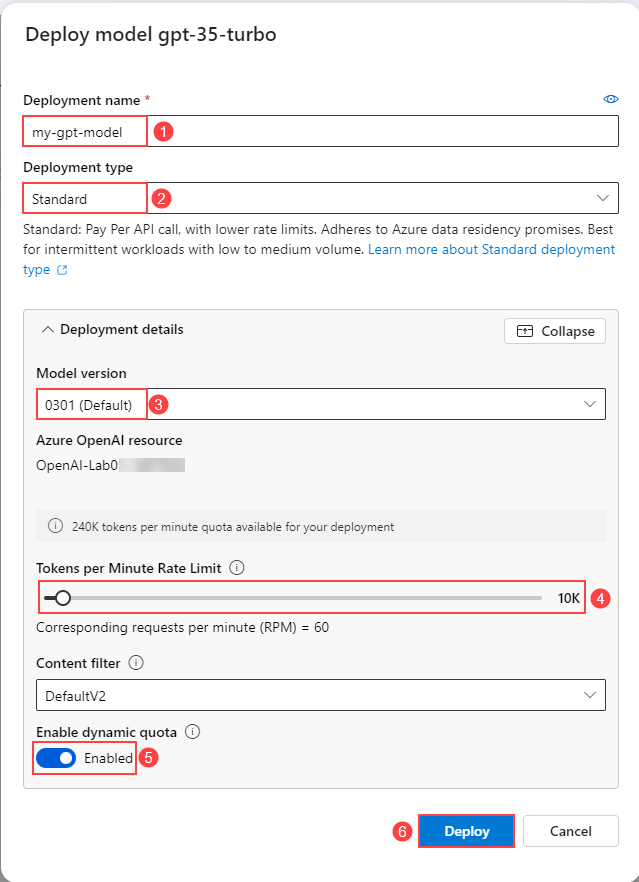 Deploy model gpt-35-turbo
Deployment name *
my-gpt-model 1
Deployment type
Standard 2
Standard: Pay Per API call, with lower rate limits. Adheres to Azure data residency promises. Best
for intermittent workloads with low to medium volume. Learn more about Standard deployment
type
Deployment details Collapse
Model version
0301 (Default) 3
Azure OpenAI resource
OpenAI-Lab0
240K tokens per minute quota available for your deployment
Tokens per Minute Rate Limit
10K 4
Corresponding requests per minute (RPM) = 60
Content filter
DefaultV2
Enable dynamic quota
Enabled 5
6 Deploy Cancel